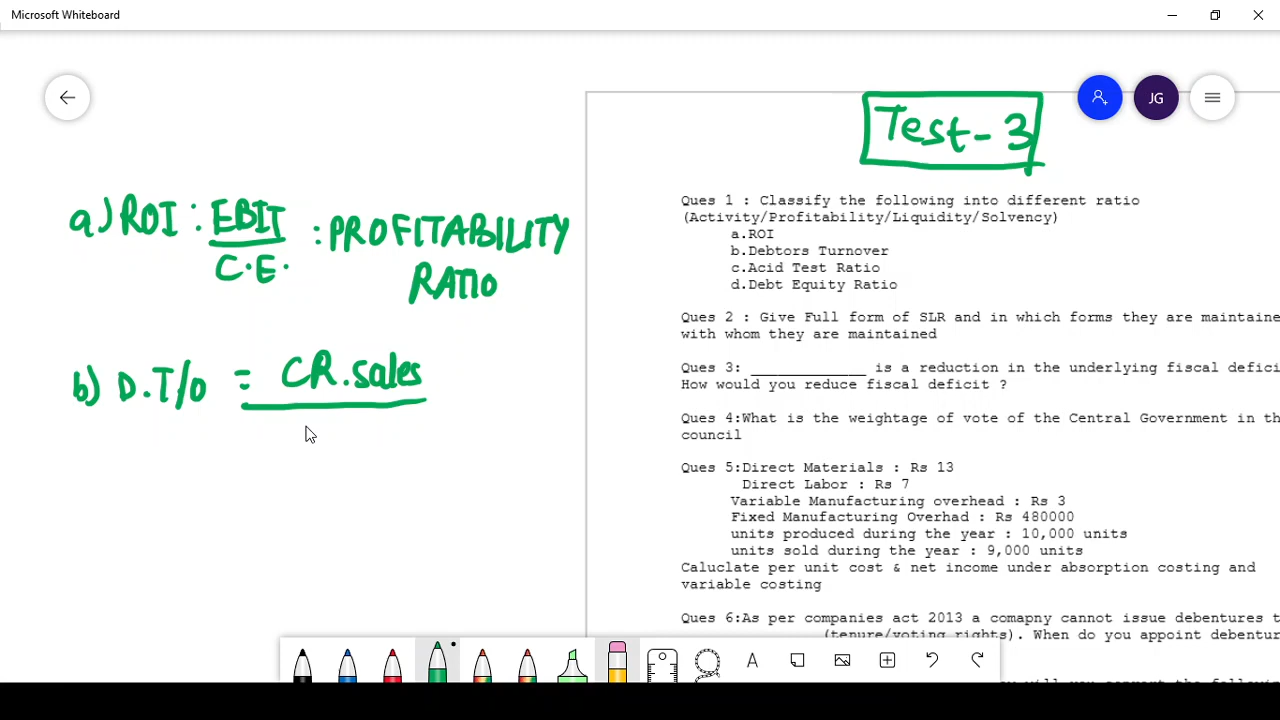 Microsoft Whiteboard
JG
Test-3
a) ROI : EBIT : PROFITABILITY
C.E. RATIO
b) D.T/O = CR.sales
Ques 1 : Classify the following into different ratio
(Activity/Profitability/Liquidity/Solvency)
a.ROI
b.Debtors Turnover
c.Acid Test Ratio
d.Debt Equity Ratio
Ques 2 : Give Full form of SLR and in which forms they are maintaine
with whom they are maintained
Ques 3: _____________ is a reduction in the underlying fiscal defici
How would you reduce fiscal deficit ?
Ques 4:What is the weightage of vote of the Central Government in th
council
Ques 5:Direct Materials : Rs 13
Direct Labor : Rs 7
Variable Manufacturing overhead : Rs 3
Fixed Manufacturing Overhad : Rs 480000
units produced during the year : 10,000 units
units sold during the year : 9,000 units
Caluclate per unit cost & net income under absorption costing and
variable costing
Ques 6:As per companies act 2013 a comapny cannot issue debentures t
(tenure/voting rights). When do you appoint debentur
will you convert the followin